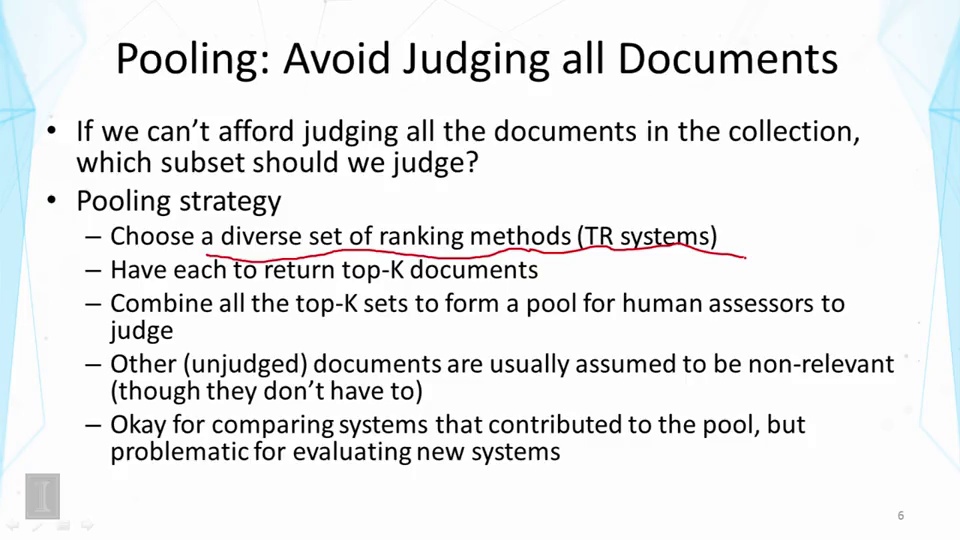 Pooling: Avoid Judging all Documents
• If we can't afford judging all the documents in the collection,
which subset should we judge?
• Pooling strategy
– Choose a diverse set of ranking methods (TR systems)
– Have each to return top-K documents
– Combine all the top-K sets to form a pool for human assessors to
judge
– Other (unjudged) documents are usually assumed to be non-relevant
(though they don't have to)
– Okay for comparing systems that contributed to the pool, but
problematic for evaluating new systems
I
6